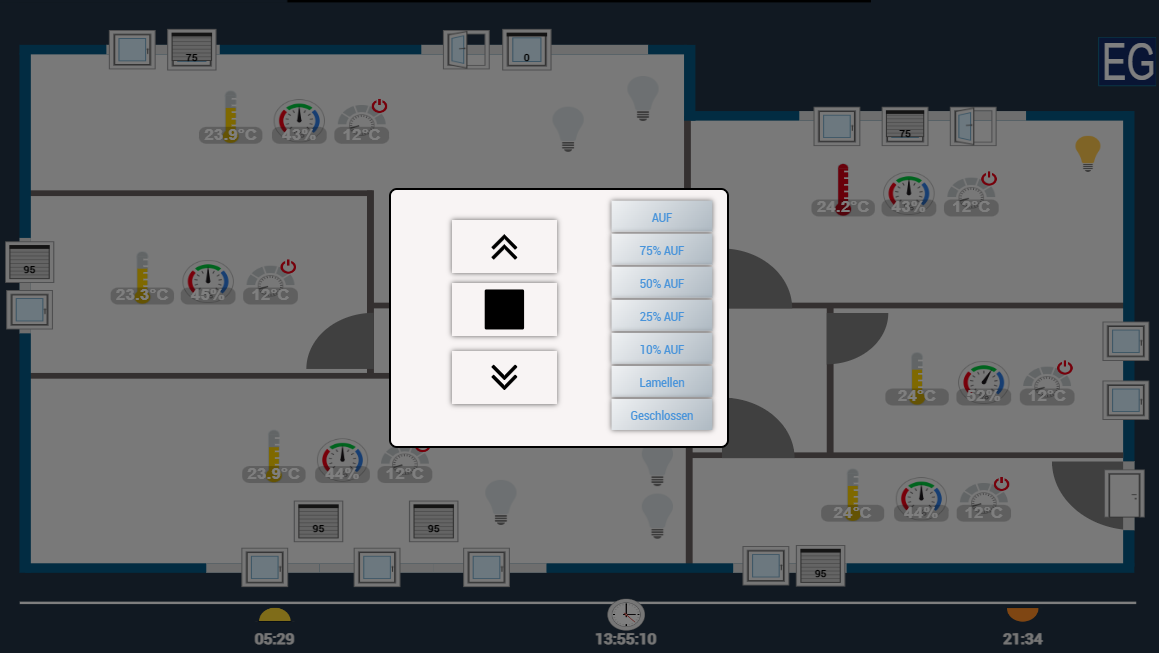 75
0
EG
75
23.9°C 43% 12°C
24.2°C 43% 12°C
95
23.3°C 45% 12°C
AUF
75% AUF
50% AUF
25% AUF
10% AUF
Lamellen
Geschlossen
24°C 52% 12°C
23.9°C 44% 12°C
24°C 44% 12°C
95
95
95
05:29
13:55:10
21:34